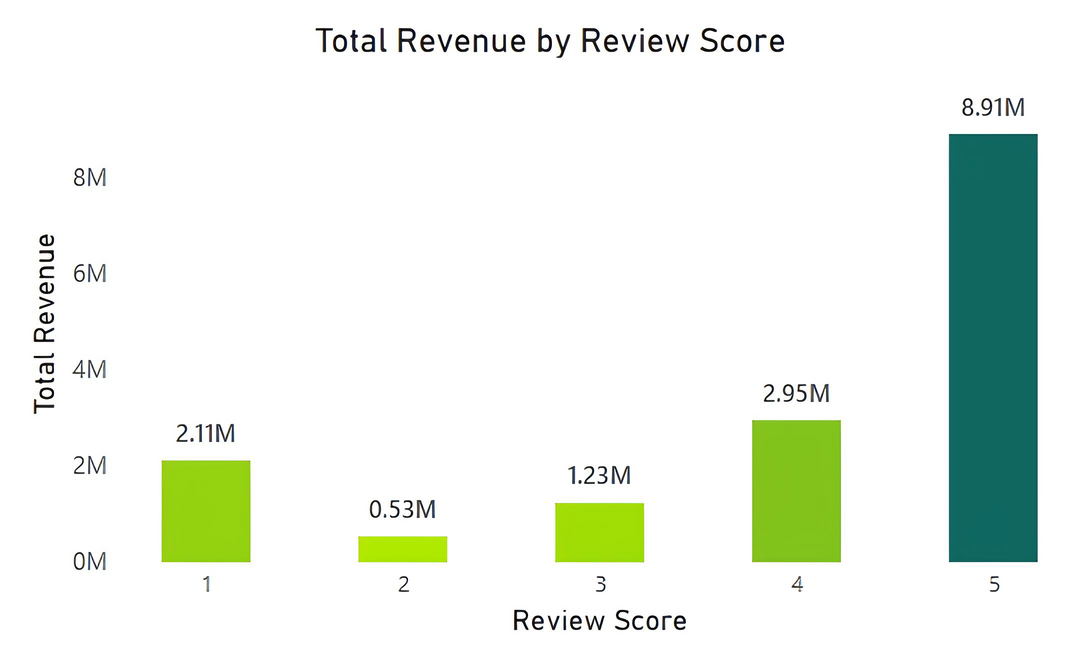 Total Revenue by Review Score
8.91M
8M
Total Revenue
6M
4M
2.95M
2.11M
2M
1.23M
0.53M
0M
1 2 3 4 5
Review Score